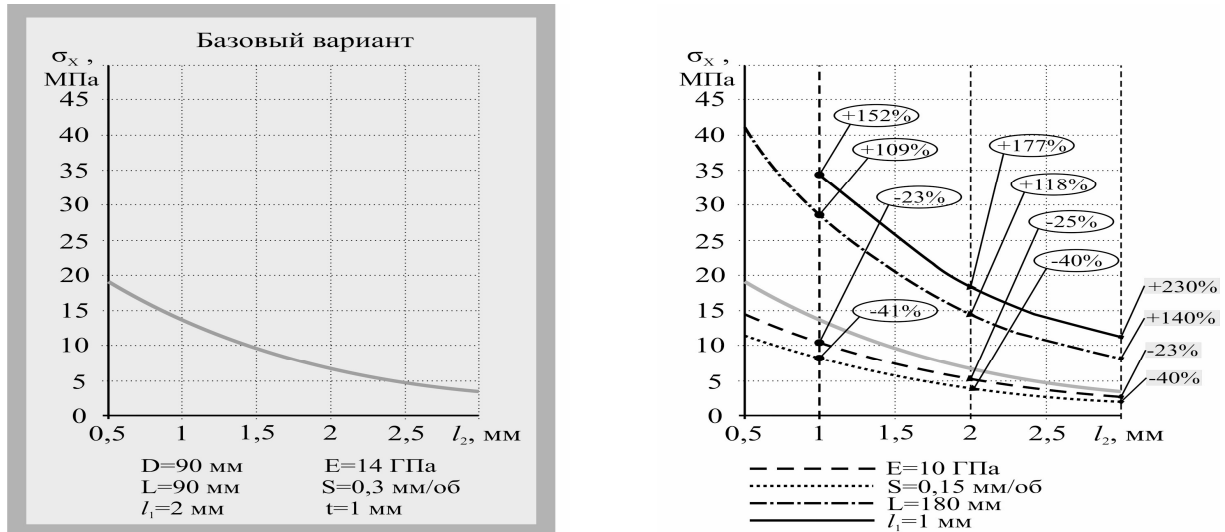 Базовый вариант
σₓ ,
МПа
45
40
35
30
25
20
15
10
5
0
0,5 1 1,5 2 2,5 l₂, мм
D=90 мм E=14 ГПа
L=90 мм S=0,3 мм/об
l₁=2 мм t=1 мм
σₓ ,
МПа
45
40
35
30
25
20
15
10
5
0
+152%
+109%
-23%
-41%
+177%
+118%
-25%
-40%
+230%
+140%
-23%
-40%
0,5 1 1,5 2 2,5 l₂, мм
E=10 ГПа
S=0,15 мм/об
L=180 мм
l₁=1 мм